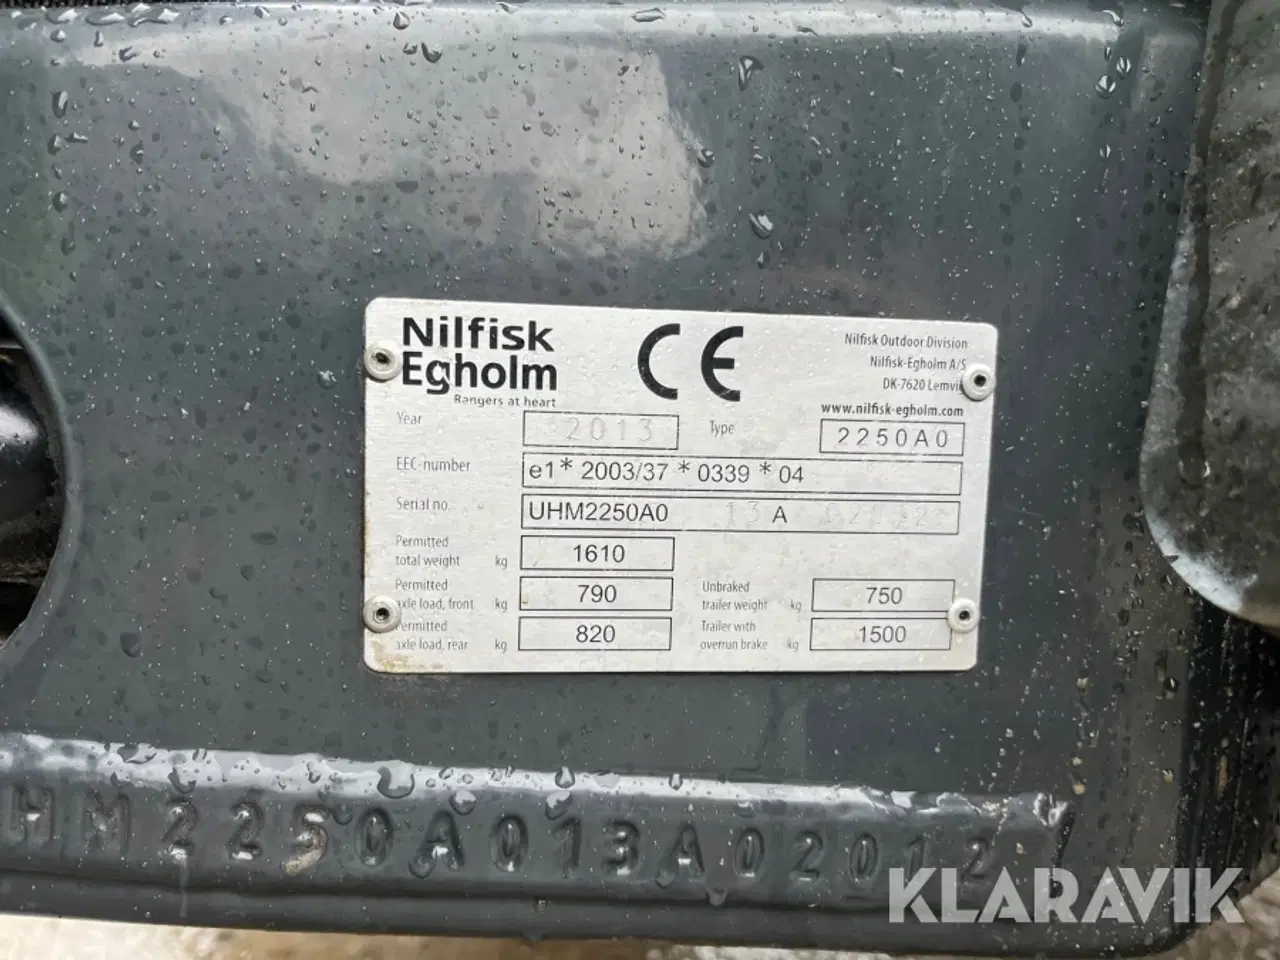 Nilfisk
Egholm
Rangers at heart
CE
Nilfisk Outdoor Division
Nilfisk-Egholm A/S
DK-7620 Lemvig
www.nilfisk-egholm.com
Year 2013 Type 2250A0
EEC-number e1* 2003/37 * 0339 * 04
Serial no. UHM2250A0 13 A
Permitted
total weight kg 1610
Permitted
axle load, front kg 790
Unbraked
trailer weight kg 750
Permitted
axle load, rear kg 820
Trailer with
overrun brake kg 1500
HM2250A013A02012
KLARAVIK